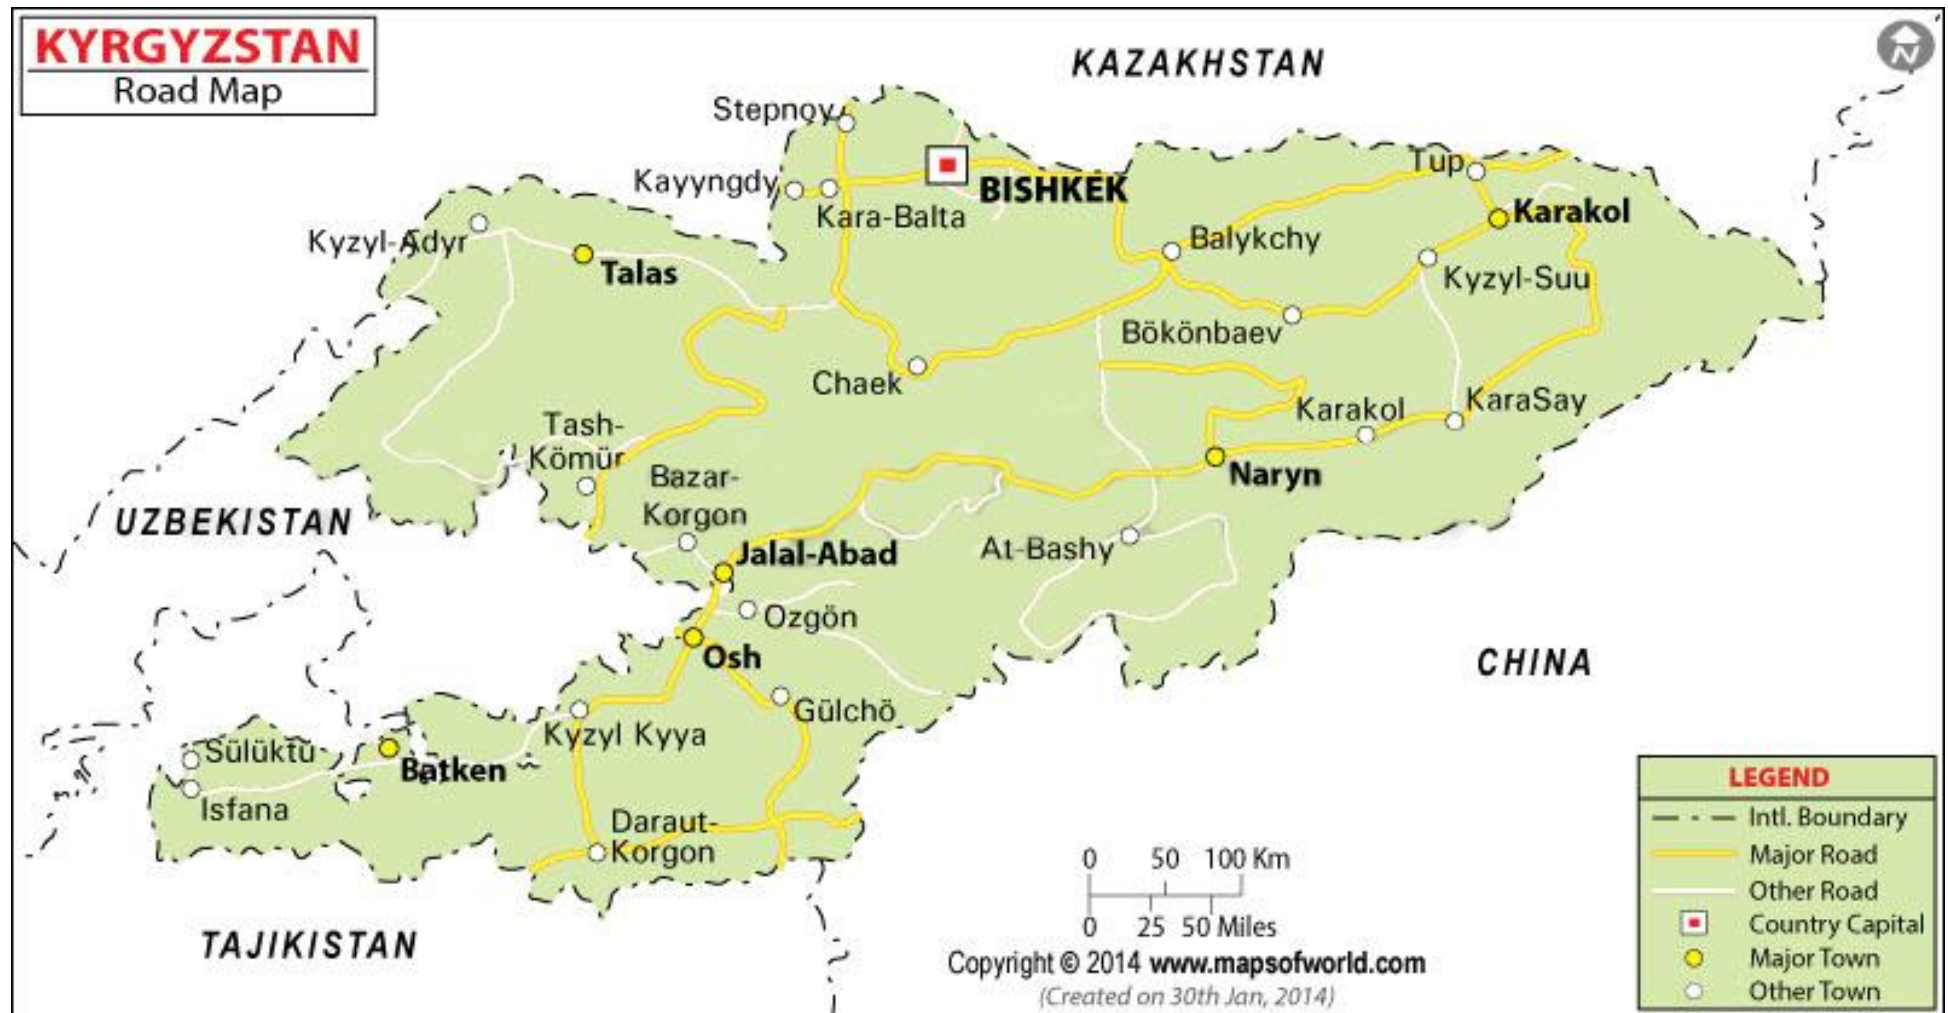 KYRGYZSTAN
Road Map
KAZAKHSTAN
N
Stepnoy
Kayyngdy
BISHKEK
Kara-Balta
Tup
Karakol
Kyzyl-Adyr
Talas
Balykchy
Kyzyl-Suu
Bökönbaev
Chaek
Karakol
KaraSay
Tash-
Kömür
Bazar-
Korgon
Naryn
UZBEKISTAN
Jalal-Abad
At-Bashy
Ozgön
Osh
CHINA
Gülchö
Kyzyl Kyya
Sülüktü
Batken
Isfana
Daraut-
Korgon
TAJIKISTAN
0 50 100 Km
0 25 50 Miles
Copyright © 2014 www.mapsofworld.com
(Created on 30th Jan, 2014)
LEGEND
Intl. Boundary
Major Road
Other Road
Country Capital
Major Town
Other Town